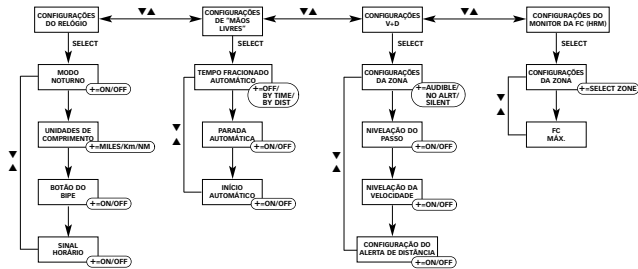 CONFIGURAÇÕES
DO RELÓGIO
▼▲
CONFIGURAÇÕES
DE "MÃOS
LIVRES"
▼▲
CONFIGURAÇÕES
V+D
▼▲
CONFIGURAÇÕES DO
MONITOR DA FC (HRM)
SELECT
SELECT
SELECT
SELECT
MODO
NOTURNO
+=ON/OFF
UNIDADES DE
COMPRIMENTO
+=MILES/Km/NM
BOTÃO DO
BIPE
+=ON/OFF
SINAL
HORÁRIO
+=ON/OFF
▼
▲
TEMPO FRACIONADO
AUTOMÁTICO
+=OFF/
BY TIME/
BY DIST
PARADA
AUTOMÁTICA
+=ON/OFF
INÍCIO
AUTOMÁTICO
+=ON/OFF
▼
▲
CONFIGURAÇÕES
DA ZONA
+=AUDIBLE/
NO ALRT/
SILENT
NIVELAÇÃO DO
PASSO
+=ON/OFF
NIVELAÇÃO DA
VELOCIDADE
+=ON/OFF
CONFIGURAÇÃO DO
ALERTA DE DISTÂNCIA
+=ON/OFF
▼
▲
CONFIGURAÇÕES
DA ZONA
+=SELECT ZONE
FC
MÁX.
▼
▲